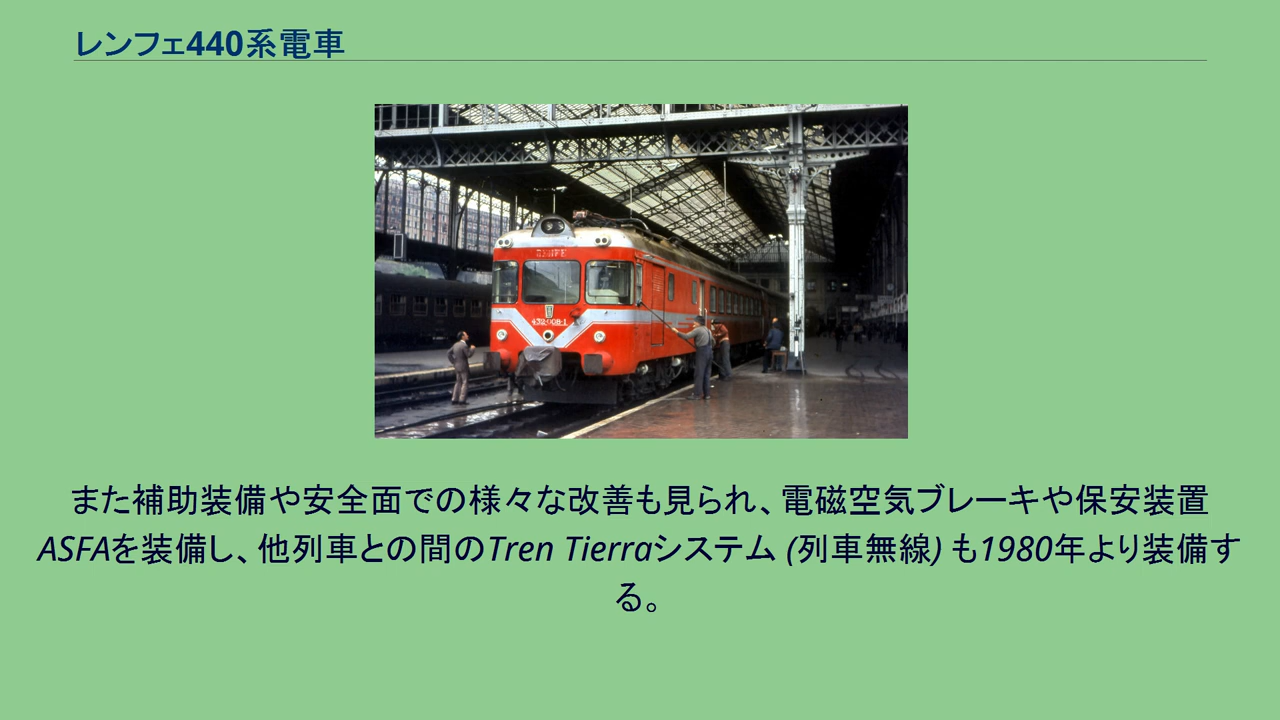 レンフェ440系電車
RENFE
432-008-1
また補助装備や安全面での様々な改善も見られ、電磁空気ブレーキや保安装置
ASFAを装備し、他列車との間のTren Tierraシステム (列車無線) も1980年より装備す
る。